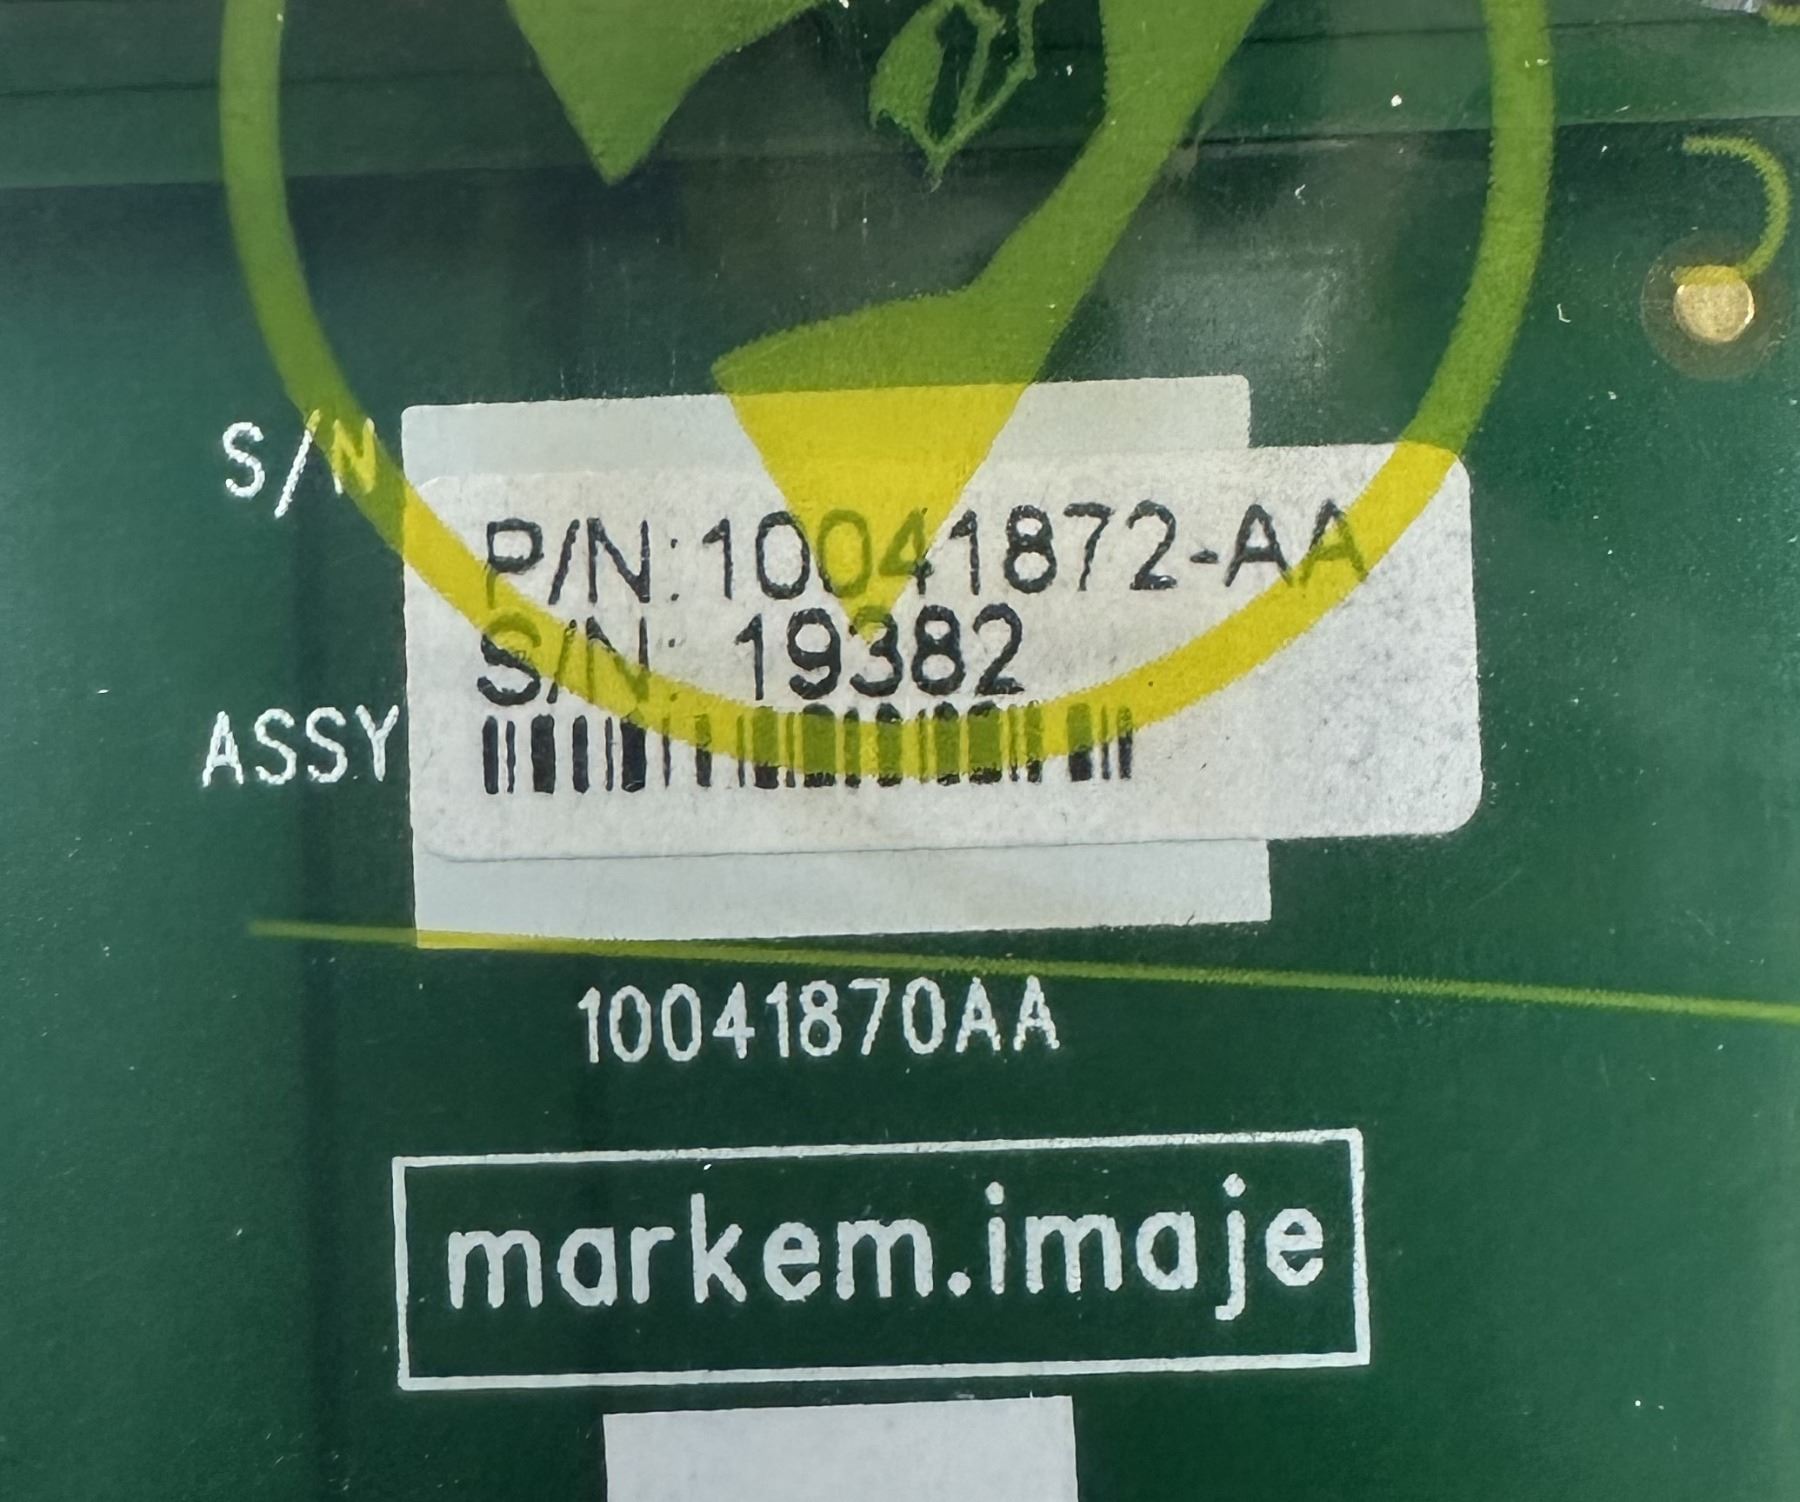 S/N
P/N:10041872-AA
S/N: 19382
ASSY
10041870AA
markem.imaje